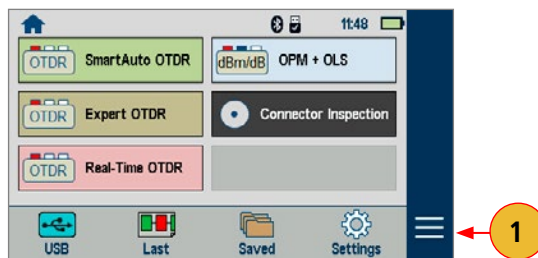 11:48
OTDR SmartAuto OTDR
dBm/dB OPM + OLS
OTDR Expert OTDR
Connector Inspection
OTDR Real-Time OTDR
USB Last Saved Settings
1